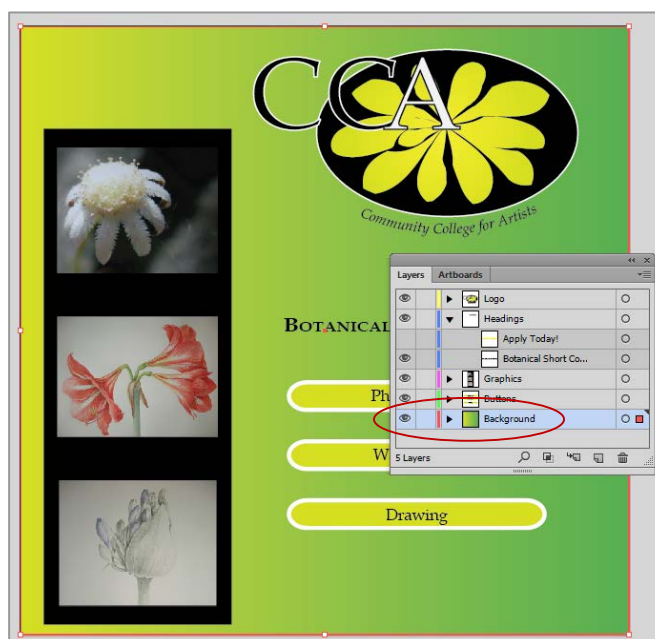 CCA
Community College for Artists
BOTANICAL
Ph
W
Drawing
Layers Artboards
Logo
Headings
Apply Today!
Botanical Short Co...
Graphics
Buttons
Background
5 Layers